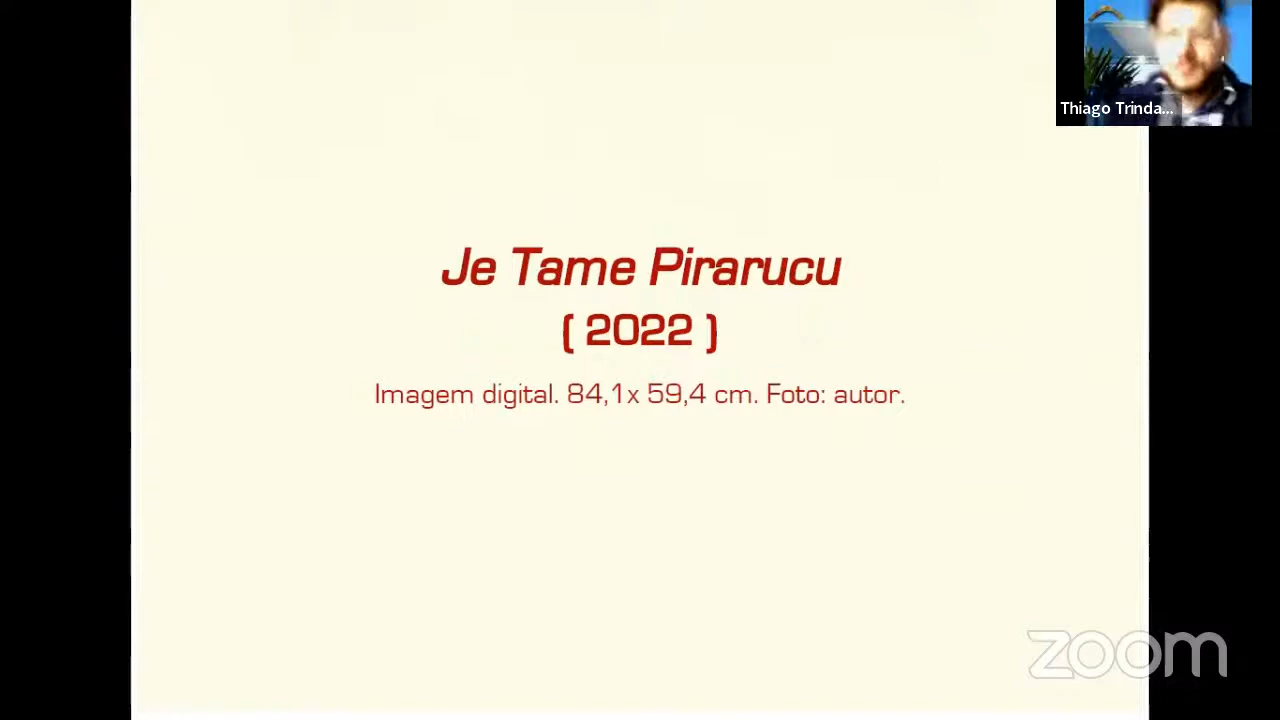 Thiago Trinda...
Je Tame Pirarucu
( 2022 )
Imagem digital. 84,1x 59,4 cm. Foto: autor.
zoom